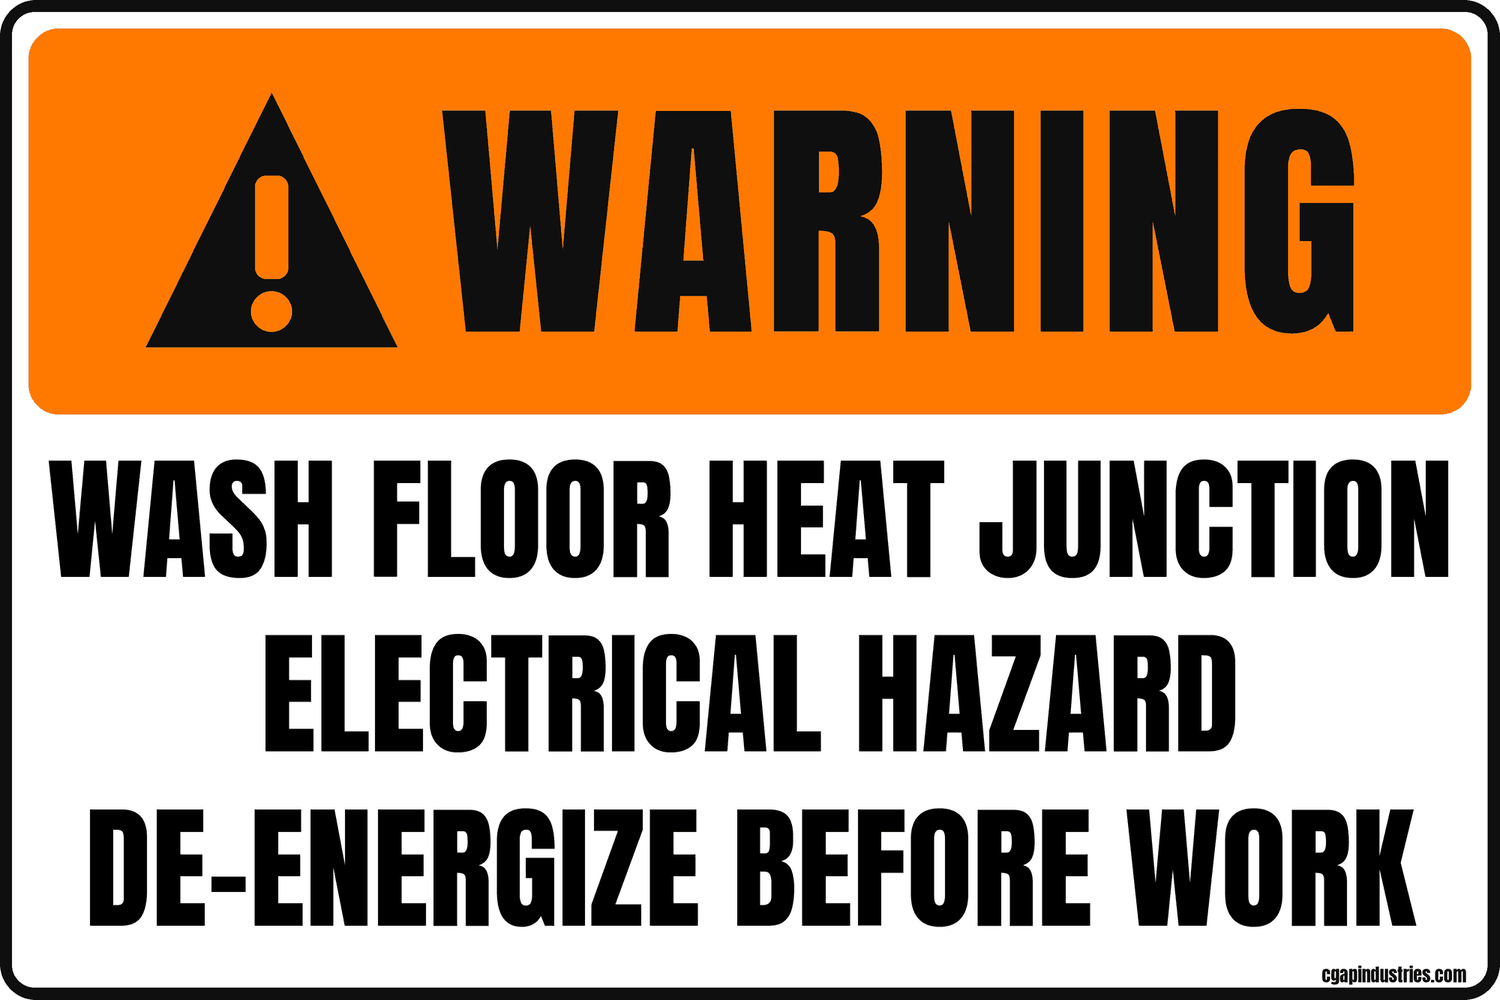 WARNING
WASH FLOOR HEAT JUNCTION
ELECTRICAL HAZARD
DE-ENERGIZE BEFORE WORK
cgapindustries.com